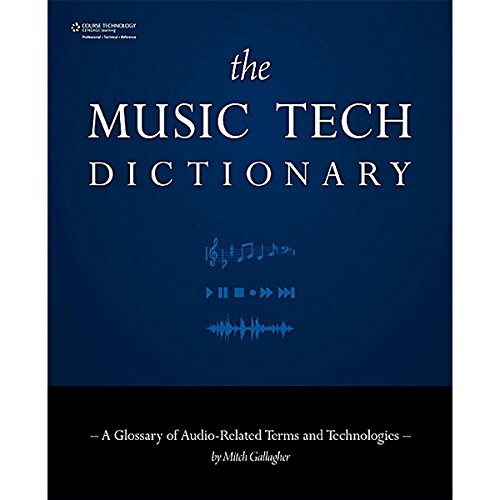 COURSE TECHNOLOGY
CENGAGE Learning
Professional • Technical • Reference
the
MUSIC TECH
DICTIONARY
– A Glossary of Audio-Related Terms and Technologies –
by Mitch Gallagher